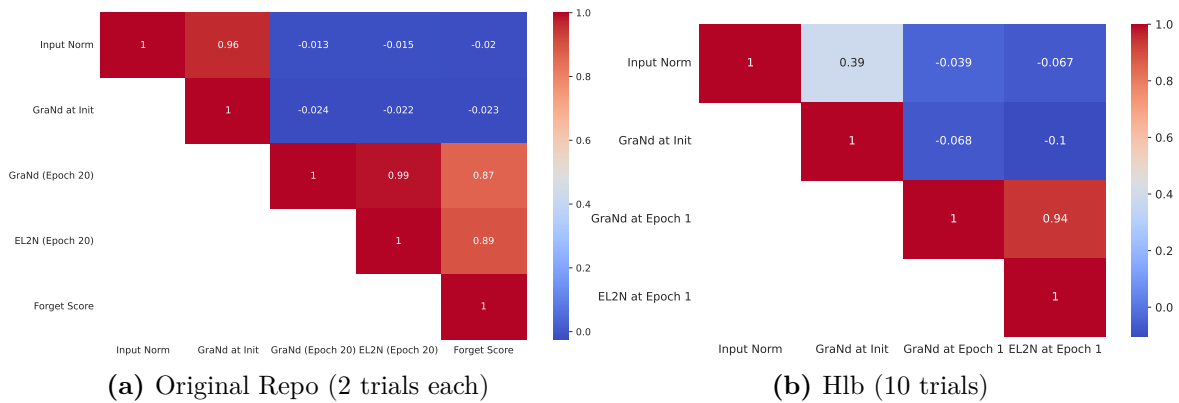 Input Norm 1 0.96 -0.013 -0.015 -0.02
GraNd at Init 1 -0.024 -0.022 -0.023
GraNd (Epoch 20) 1 0.99 0.87
EL2N (Epoch 20) 1 0.89
Forget Score 1
Input Norm GraNd at Init GraNd (Epoch 20) EL2N (Epoch 20) Forget Score
1.0
0.8
0.6
0.4
0.2
0.0
(a) Original Repo (2 trials each)
Input Norm 1 0.39 -0.039 -0.067
GraNd at Init 1 -0.068 -0.1
GraNd at Epoch 1 1 0.94
EL2N at Epoch 1 1
Input Norm GraNd at Init GraNd at Epoch 1 EL2N at Epoch 1
1.0
0.8
0.6
0.4
0.2
0.0
(b) Hlb (10 trials)